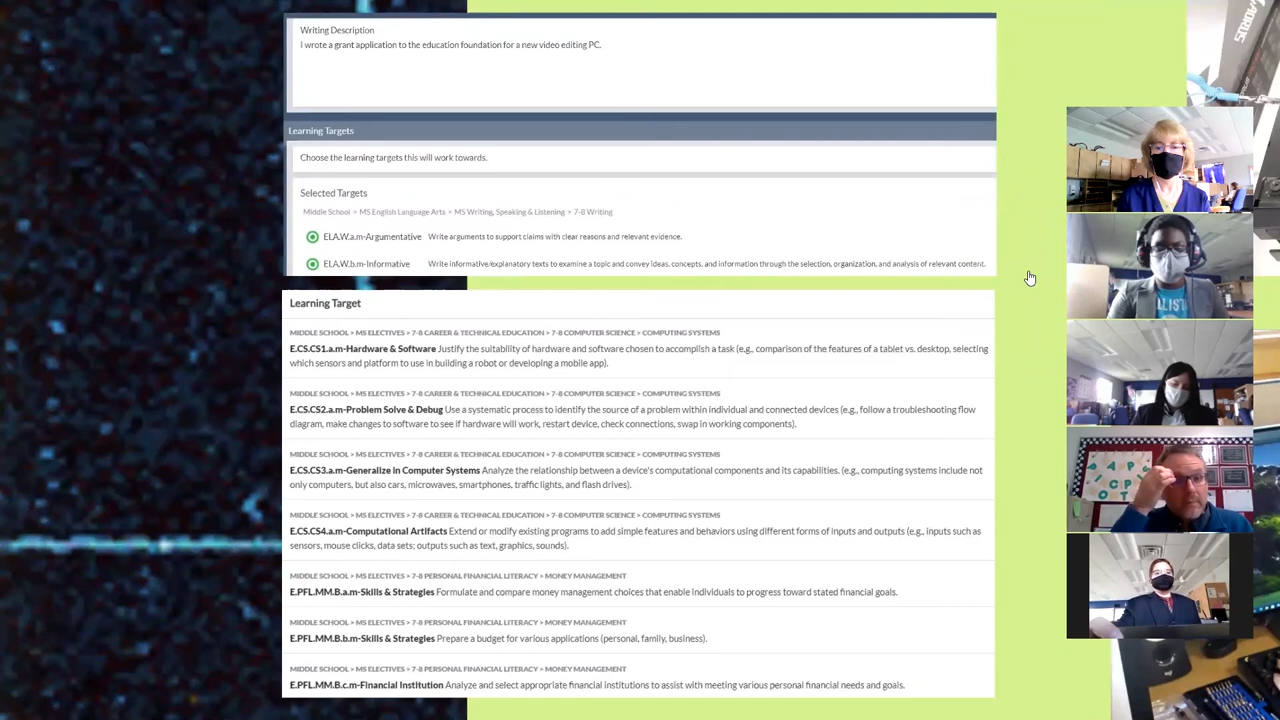 Writing Description
I wrote a grant application to the education foundation for a new video editing PC.
Learning Targets
Choose the learning targets this will work towards.
Selected Targets
Middle School > MS English Language Arts > MS Writing, Speaking & Listening > 7-8 Writing
ELA.W.a.m-Argumentative Write arguments to support claims with clear reasons and relevant evidence.
ELA.W.b.m-Informative Write informative/explanatory texts to examine a topic and convey ideas, concepts, and information through the selection, organization, and analysis of relevant content.
Learning Target
MIDDLE SCHOOL > MS ELECTIVES > 7-8 CAREER & TECHNICAL EDUCATION > 7-8 COMPUTER SCIENCE > COMPUTING SYSTEMS
E.CS.CS1.a.m-Hardware & Software Justify the suitability of hardware and software chosen to accomplish a task (e.g., comparison of the features of a tablet vs. desktop, selecting
which sensors and platform to use in building a robot or developing a mobile app).
MIDDLE SCHOOL > MS ELECTIVES > 7-8 CAREER & TECHNICAL EDUCATION > 7-8 COMPUTER SCIENCE > COMPUTING SYSTEMS
E.CS.CS2.a.m-Problem Solve & Debug Use a systematic process to identify the source of a problem within individual and connected devices (e.g., follow a troubleshooting flow
diagram, make changes to software to see if hardware will work, restart device, check connections, swap in working components).
MIDDLE SCHOOL > MS ELECTIVES > 7-8 CAREER & TECHNICAL EDUCATION > 7-8 COMPUTER SCIENCE > COMPUTING SYSTEMS
E.CS.CS3.a.m-Generalize in Computer Systems Analyze the relationship between a device's computational components and its capabilities. (e.g., computing systems include not
only computers, but also cars, microwaves, smartphones, traffic lights, and flash drives).
MIDDLE SCHOOL > MS ELECTIVES > 7-8 CAREER & TECHNICAL EDUCATION > 7-8 COMPUTER SCIENCE > COMPUTING SYSTEMS
E.CS.CS4.a.m-Computational Artifacts Extend or modify existing programs to add simple features and behaviors using different forms of inputs and outputs (e.g., inputs such as
sensors, mouse clicks, data sets; outputs such as text, graphics, sounds).
MIDDLE SCHOOL > MS ELECTIVES > 7-8 PERSONAL FINANCIAL LITERACY > MONEY MANAGEMENT
E.PFL.MM.B.a.m-Skills & Strategies Formulate and compare money management choices that enable individuals to progress toward stated financial goals.
MIDDLE SCHOOL > MS ELECTIVES > 7-8 PERSONAL FINANCIAL LITERACY > MONEY MANAGEMENT
E.PFL.MM.B.b.m-Skills & Strategies Prepare a budget for various applications (personal, family, business).
MIDDLE SCHOOL > MS ELECTIVES > 7-8 PERSONAL FINANCIAL LITERACY > MONEY MANAGEMENT
E.PFL.MM.B.c.m-Financial Institution Analyze and select appropriate financial institutions to assist with meeting various personal financial needs and goals.